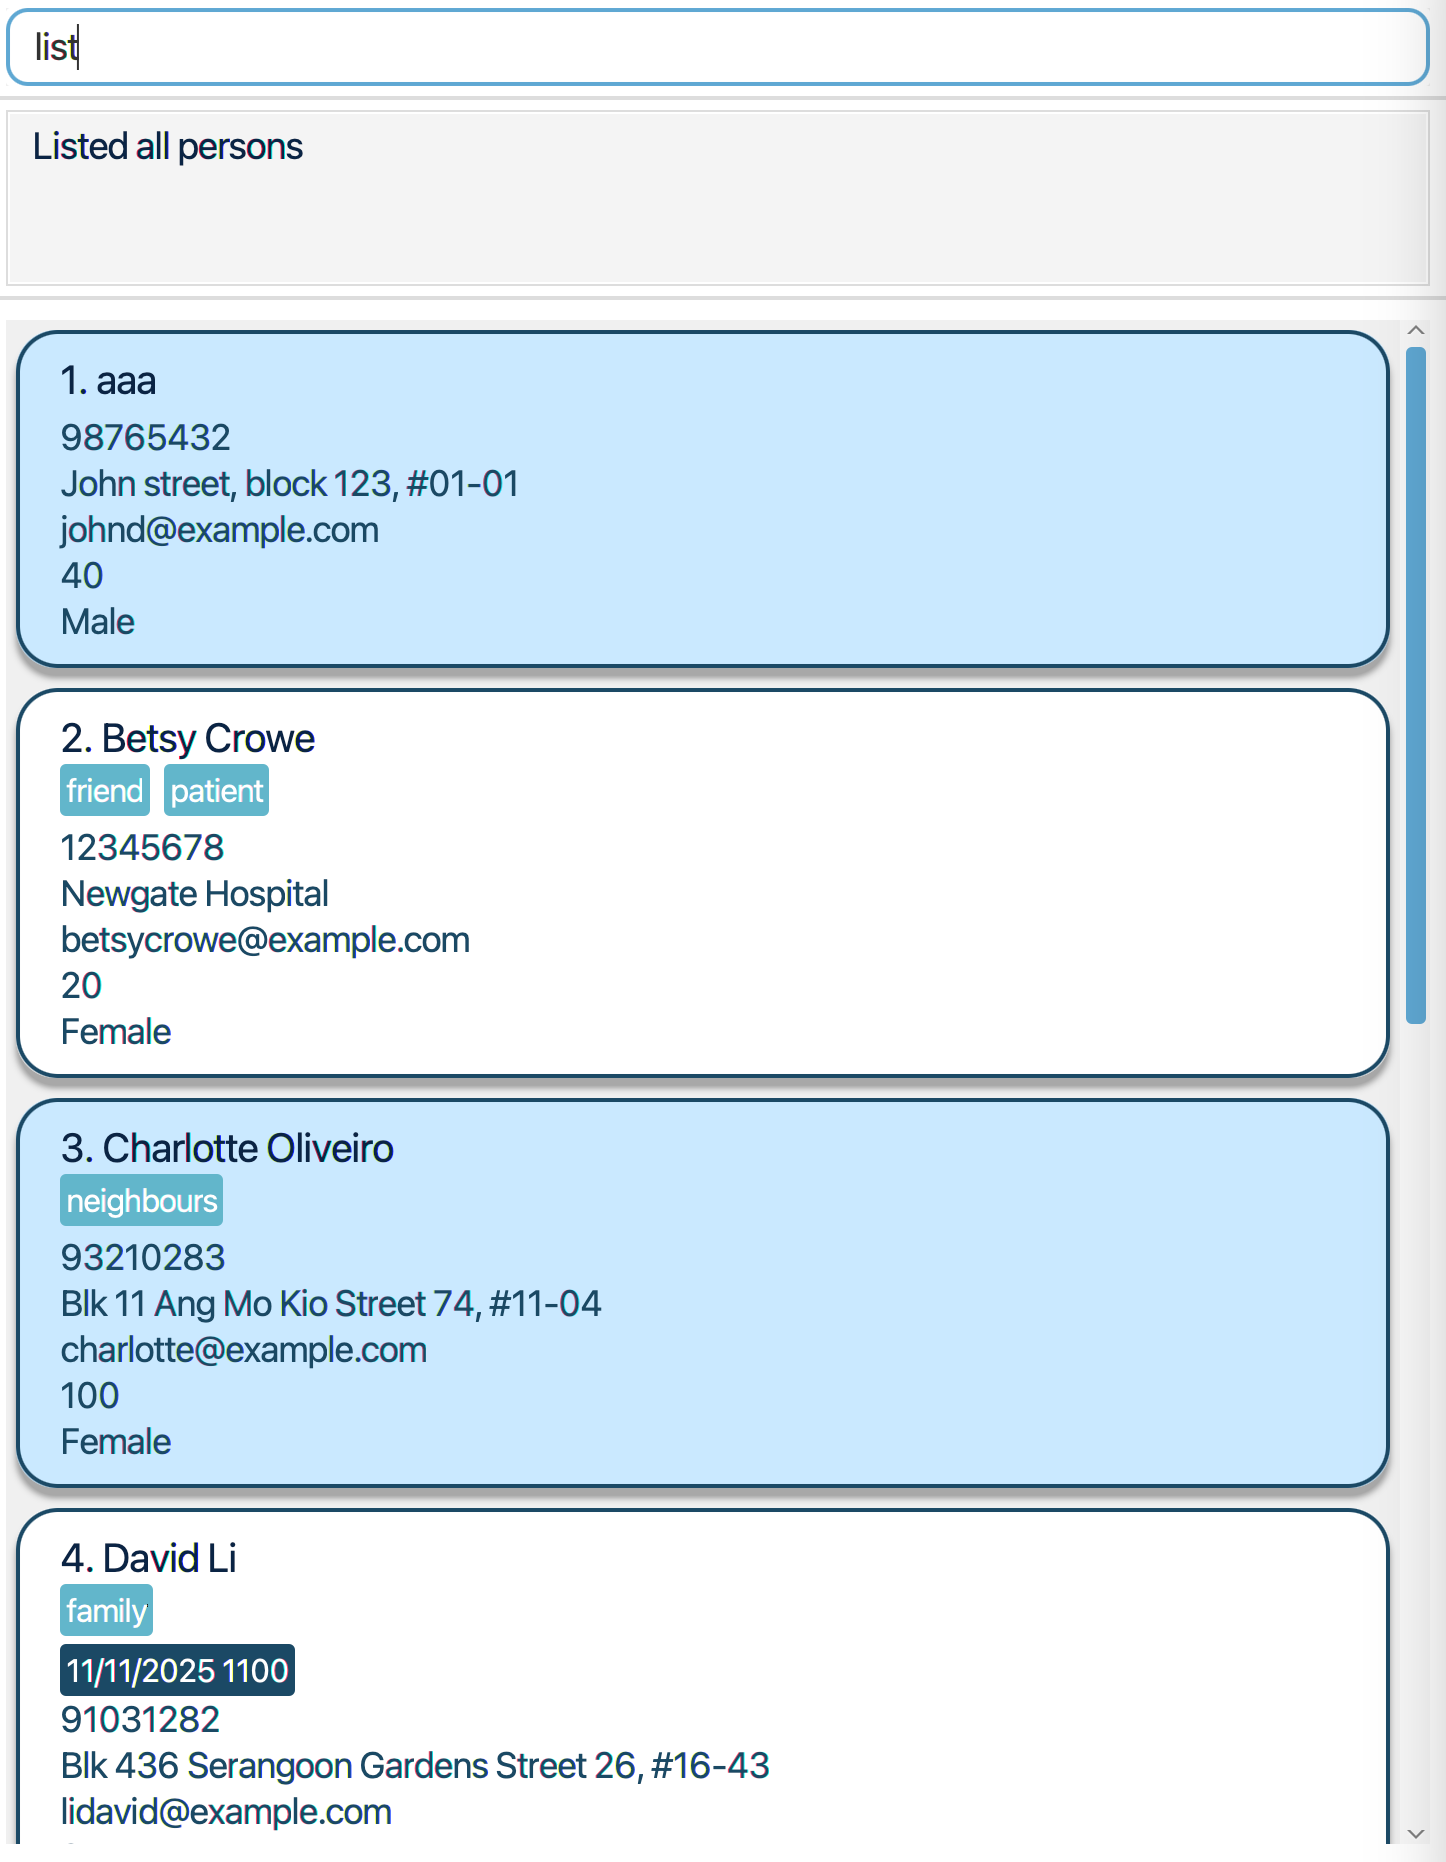 list
Listed all persons
1. aaa
98765432
John street, block 123, #01-01
johnd@example.com
40
Male
2. Betsy Crowe
friend patient
12345678
Newgate Hospital
betsycrowe@example.com
20
Female
3. Charlotte Oliveiro
neighbours
93210283
Blk 11 Ang Mo Kio Street 74, #11-04
charlotte@example.com
100
Female
4. David Li
family
11/11/2025 1100
91031282
Blk 436 Serangoon Gardens Street 26, #16-43
lidavid@example.com